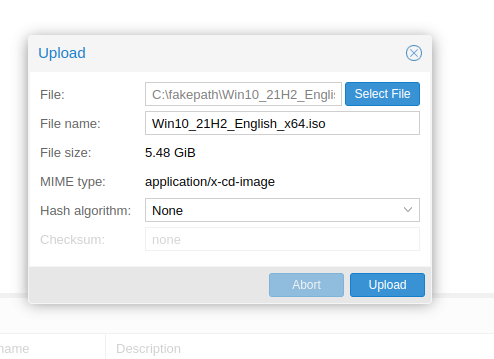 Upload
File: C:\fakepath\Win10_21H2_Englis Select File
File name: Win10_21H2_English_x64.iso
File size: 5.48 GiB
MIME type: application/x-cd-image
Hash algorithm: None
Checksum: none
Abort Upload
name Description